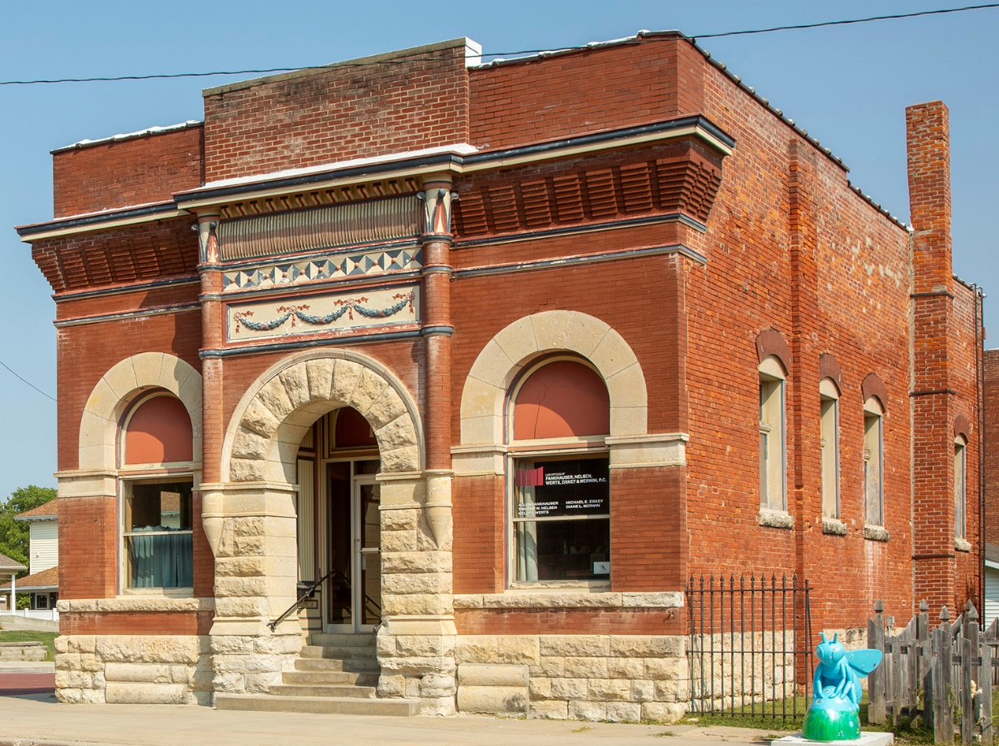 LAW OFFICES OF
FANKHAUSER, NELSEN,
WERTS, ZISKEY & MERWIN, P.C.
ALLEN FANKHAUSER MICHAEL E. ZISKEY
TIMOTHY W. NELSEN DIANE L. MERWIN
KELLY J. WERTS